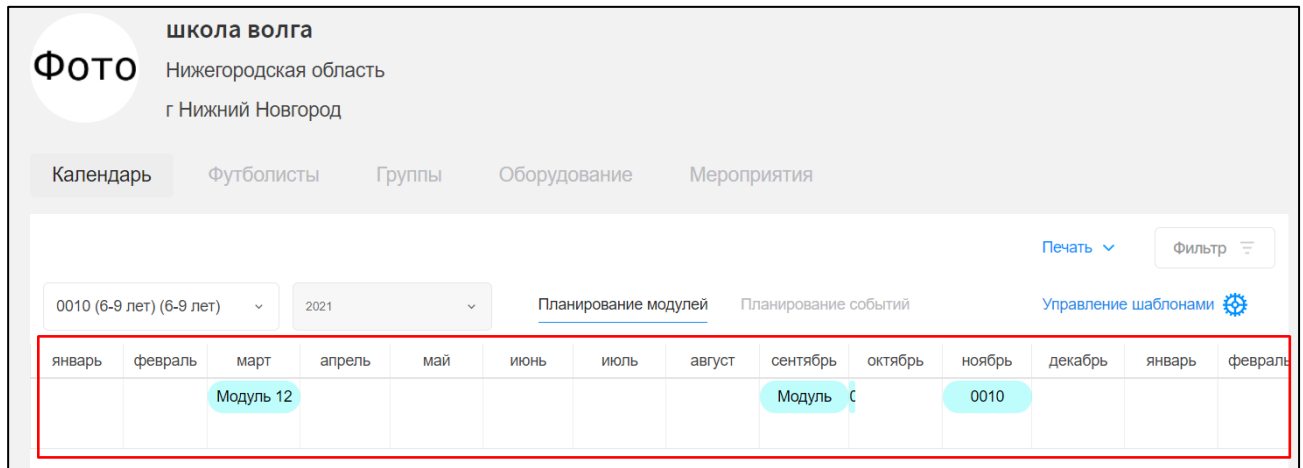 школа волга
Фото
Нижегородская область
г Нижний Новгород
Календарь Футболисты Группы Оборудование Мероприятия
Печать Фильтр
0010 (6-9 лет) (6-9 лет) 2021 Планирование модулей Планирование событий Управление шаблонами
январь февраль март апрель май июнь июль август сентябрь октябрь ноябрь декабрь январь февраль
Модуль 12 Модуль 0010